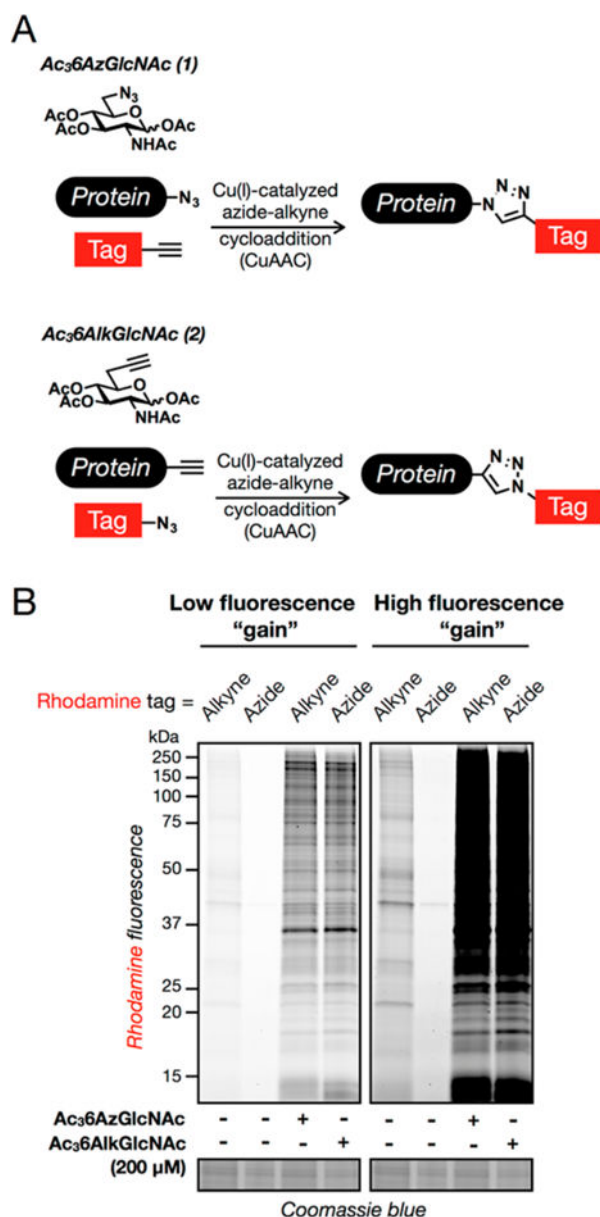 A
Ac₃6AzGlcNAc (1)
N₃
AcO
AcO
O
OAc
NHAc
Protein
N₃
Tag
Cu(I)-catalyzed
azide-alkyne
cycloaddition
(CuAAC)
Protein
N
N
N
Tag
Ac₃6AlkGlcNAc (2)
AcO
AcO
O
OAc
NHAc
Protein
Tag
N₃
Cu(I)-catalyzed
azide-alkyne
cycloaddition
(CuAAC)
Protein
N
N
N
Tag
B
Low fluorescence
"gain"
High fluorescence
"gain"
Rhodamine tag = Alkyne Azide Alkyne Azide Alkyne Azide Alkyne Azide
kDa
250
150
100
75
50
37
25
20
15
Rhodamine fluorescence
Ac₃6AzGlcNAc - - + - - - + -
Ac₃6AlkGlcNAc - - - + - - - +
(200 μM)
Coomassie blue